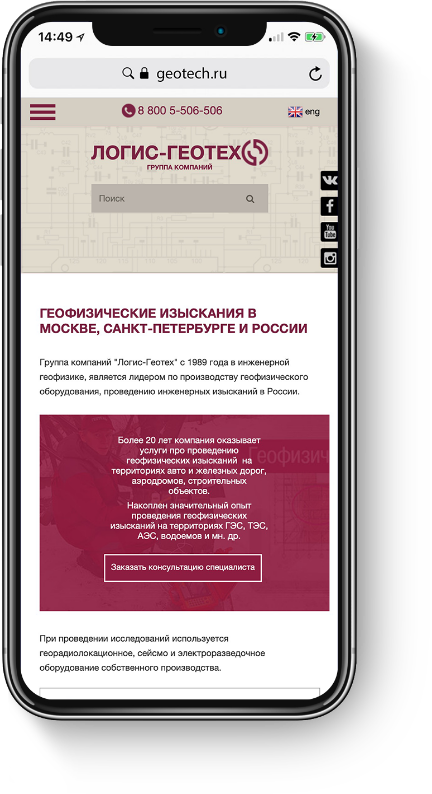 14:49
geotech.ru
8 800 5-506-506
eng
ЛОГИС-ГЕОТЕХ
ГРУППА КОМПАНИЙ
Поиск
You
Tube
ГЕОФИЗИЧЕСКИЕ ИЗЫСКАНИЯ В
МОСКВЕ, САНКТ-ПЕТЕРБУРГЕ И РОССИИ
Группа компаний "Логис-Геотех" с 1989 года в инженерной
геофизике, является лидером по производству геофизического
оборудования, проведению инженерных изысканий в России.
Более 20 лет компания оказывает
услуги про проведению
геофизических изысканий на
территориях авто и железных дорог,
аэродромов, строительных
объектов.
Геофизич
Накоплен значительный опыт
проведения геофизических
изысканий на территориях ГЭС, ТЭС,
АЭС, водоемов и мн. др.
Заказать консультацию специалиста
При проведении исследований используется
георадиолокационное, сейсмо и электроразведочное
оборудование собственного производства.